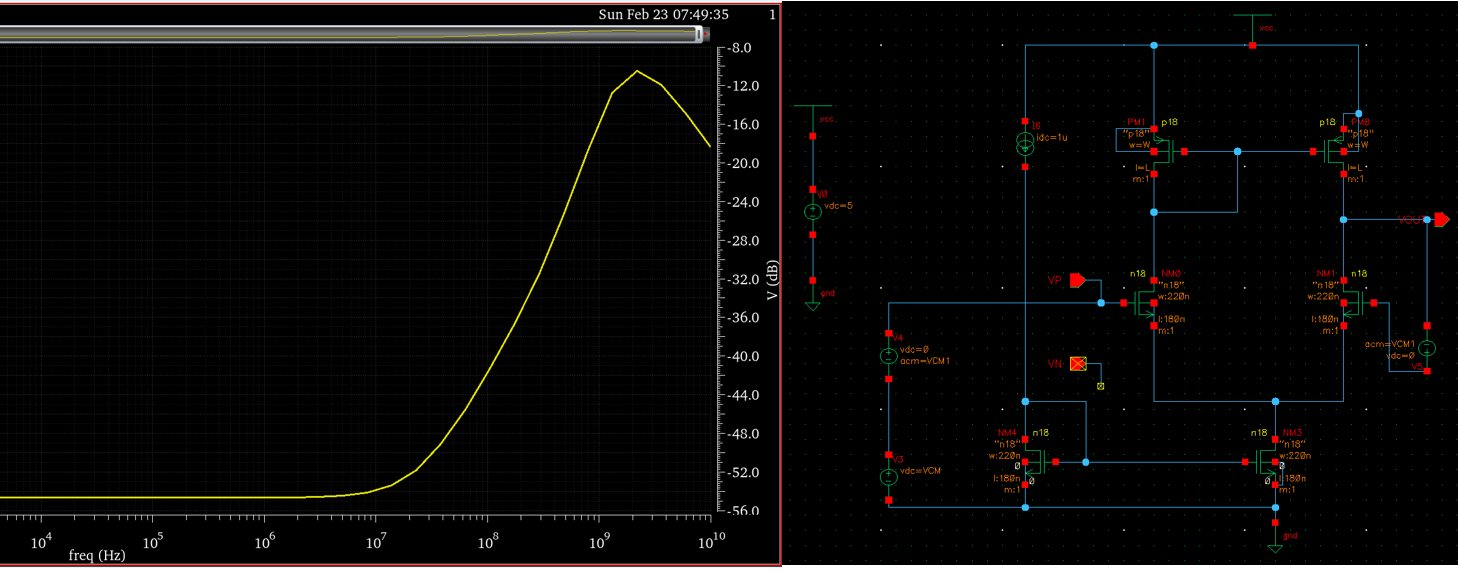 Sun Feb 23 07:49:35 1
-8.0
-12.0
-16.0
-20.0
-24.0
-28.0
-32.0
-36.0
-40.0
-44.0
-48.0
-52.0
-56.0
V (dB)
10^4 10^5 10^6 10^7 10^8 10^9 10^10
freq (Hz)
vcc
vcc
V0
vdc=5
gnd
I6
idc=1u
PM1
p18
"p18"
w=W
l=L
m:1
p18
PM0
"p18"
w=W
l=L
m:1
VOUT
VP
n18
NM0
"n18"
w:220n
l:180n
m:1
NM1
n18
"n18"
w:220n
l:180n
m:1
V4
vdc=0
acm=VCM1
acm=VCM1
vdc=0
V5
VN
V3
vdc=VCM
NM4
n18
"n18"
w:220n
0
l:180n
0
m:1
n18
NM3
"n18"
w:220n
0
l:180n
0
m:1
gnd